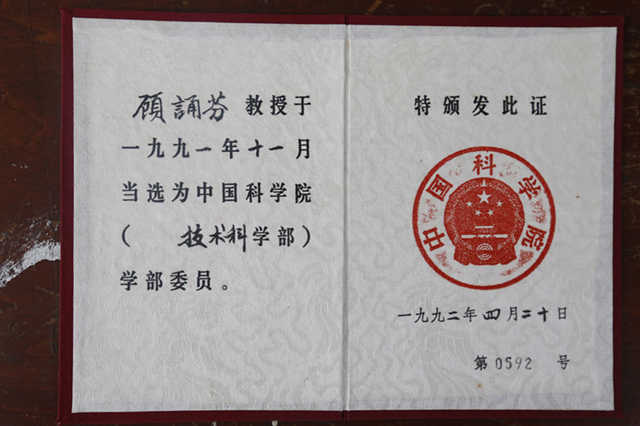 顾誦芬 教授于
一九九一年十一月
当选为中国科学院
( 技术科学部)
学部委员。
特颁发此证
中国科学院
一九九二年四月二十日
第0592 号